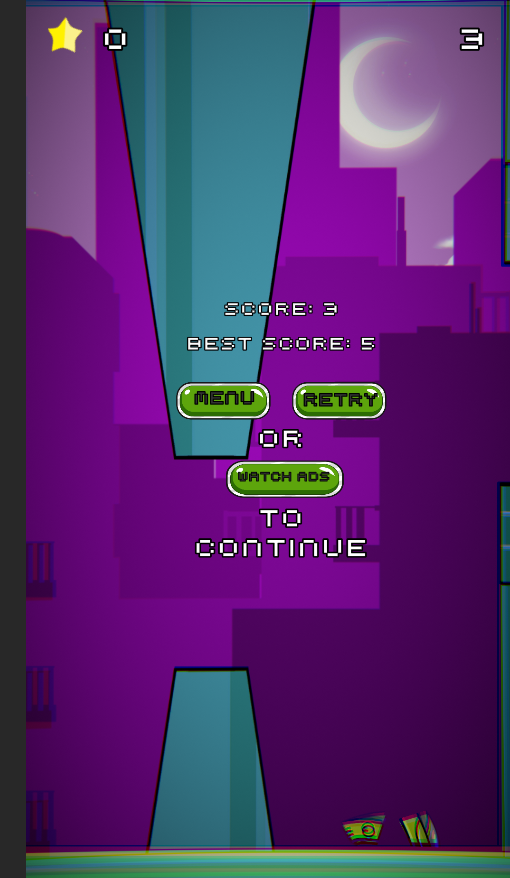 0 3
SCORE: 3
BEST SCORE: 5
MENU RETRY
OR
WATCH ADS
TO
CONTINUE